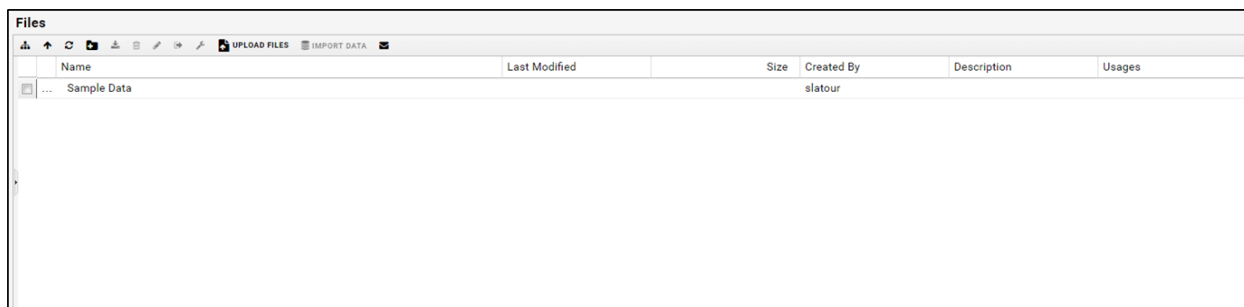 Files
UPLOAD FILES IMPORT DATA
Name Last Modified Size Created By Description Usages
... Sample Data slatour